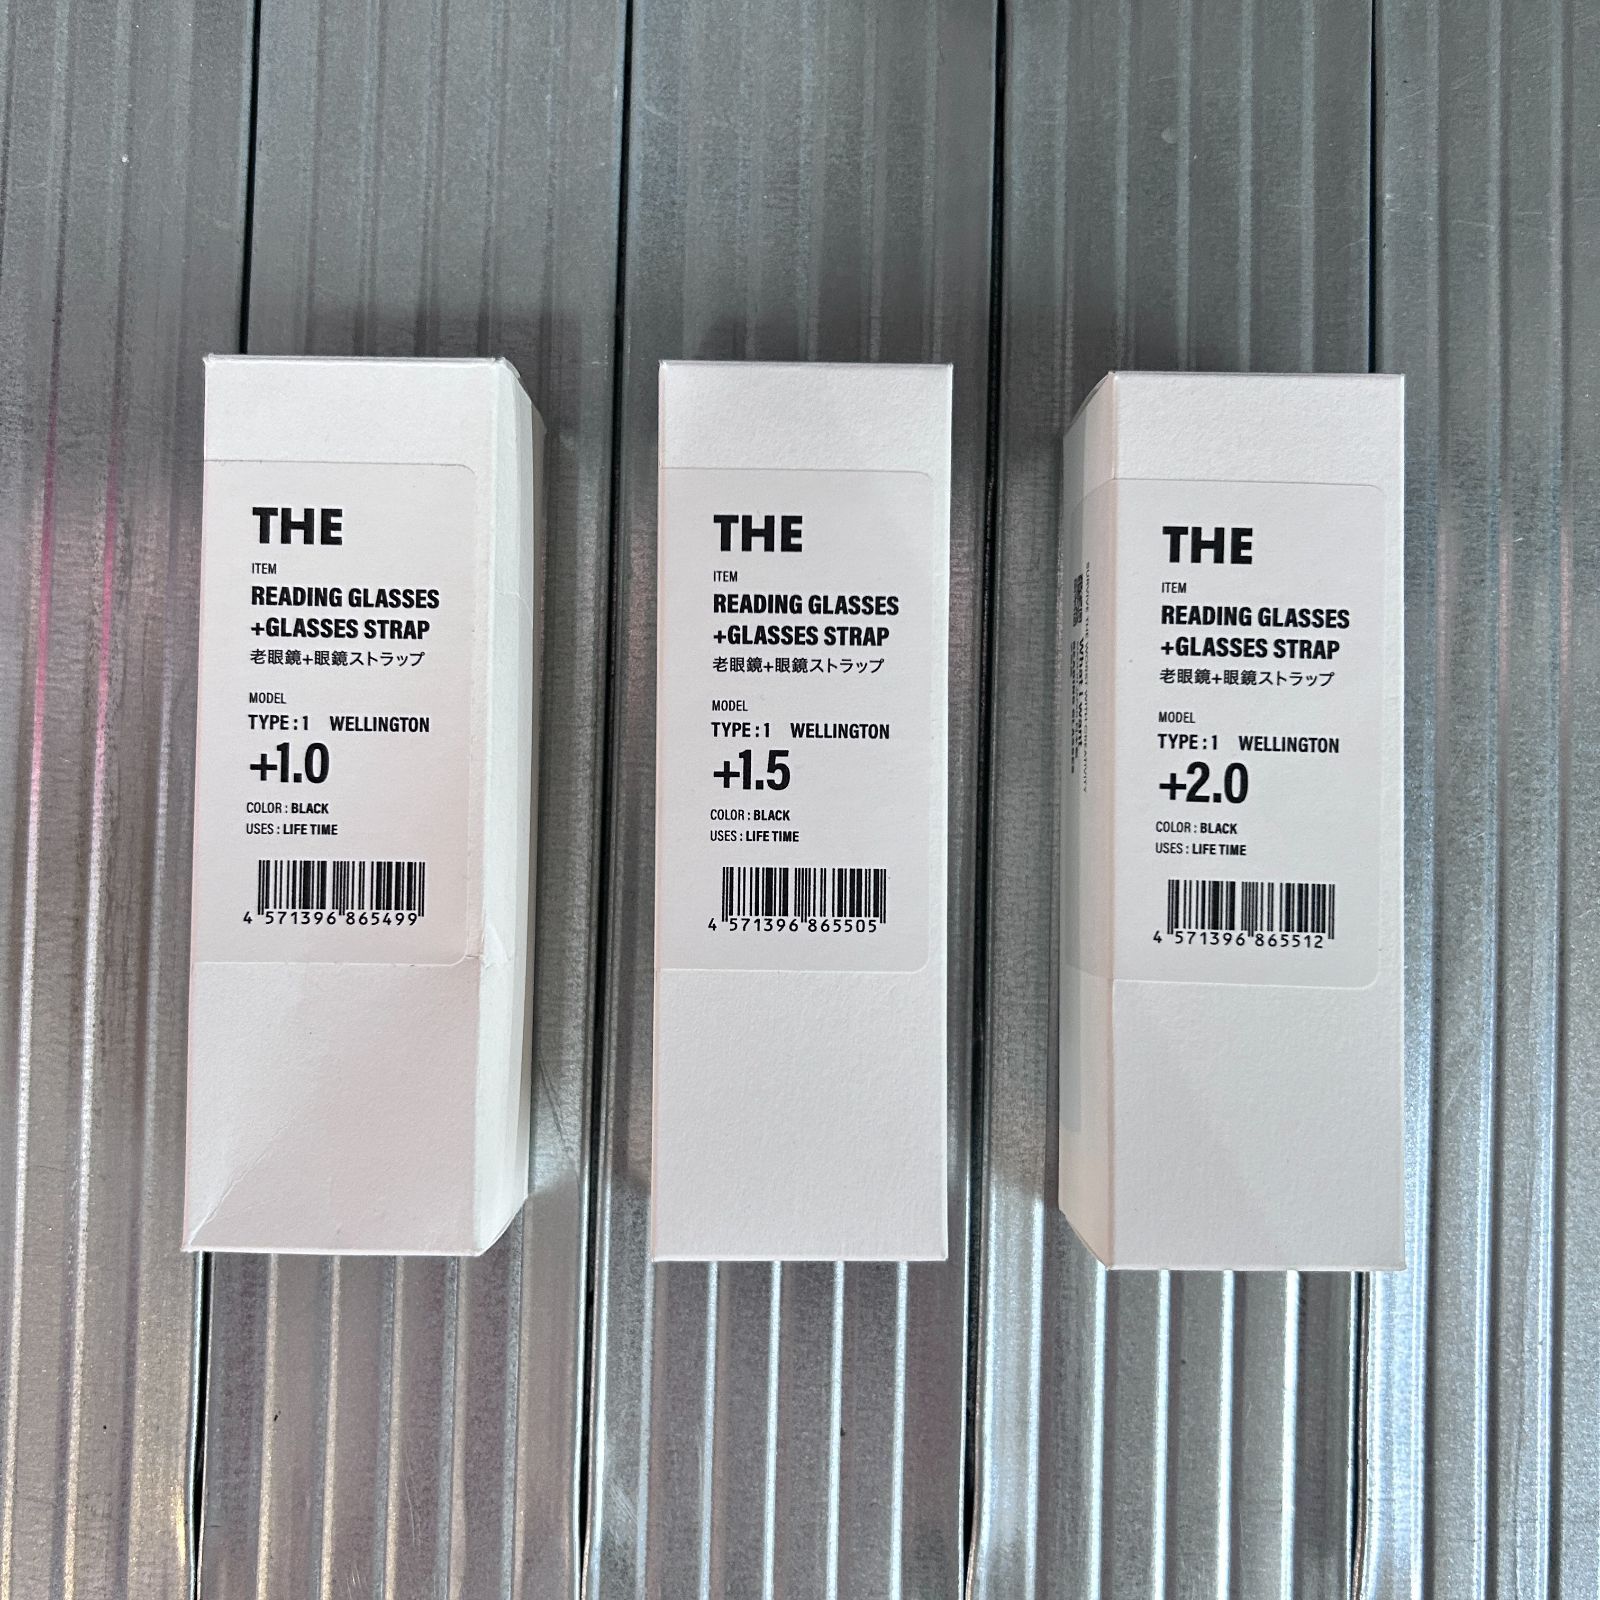 THE
ITEM
READING GLASSES
+GLASSES STRAP
老眼鏡+眼鏡ストラップ
MODEL
TYPE : 1 WELLINGTON
+1.0
COLOR : BLACK
USES : LIFE TIME
4 571396 865499
THE
ITEM
READING GLASSES
+GLASSES STRAP
老眼鏡+眼鏡ストラップ
MODEL
TYPE : 1 WELLINGTON
+1.5
COLOR : BLACK
USES : LIFE TIME
4 571396 865505
THE
ITEM
READING GLASSES
+GLASSES STRAP
老眼鏡+眼鏡ストラップ
MODEL
TYPE : 1 WELLINGTON
+2.0
COLOR : BLACK
USES : LIFE TIME
4 571396 865512
What I want